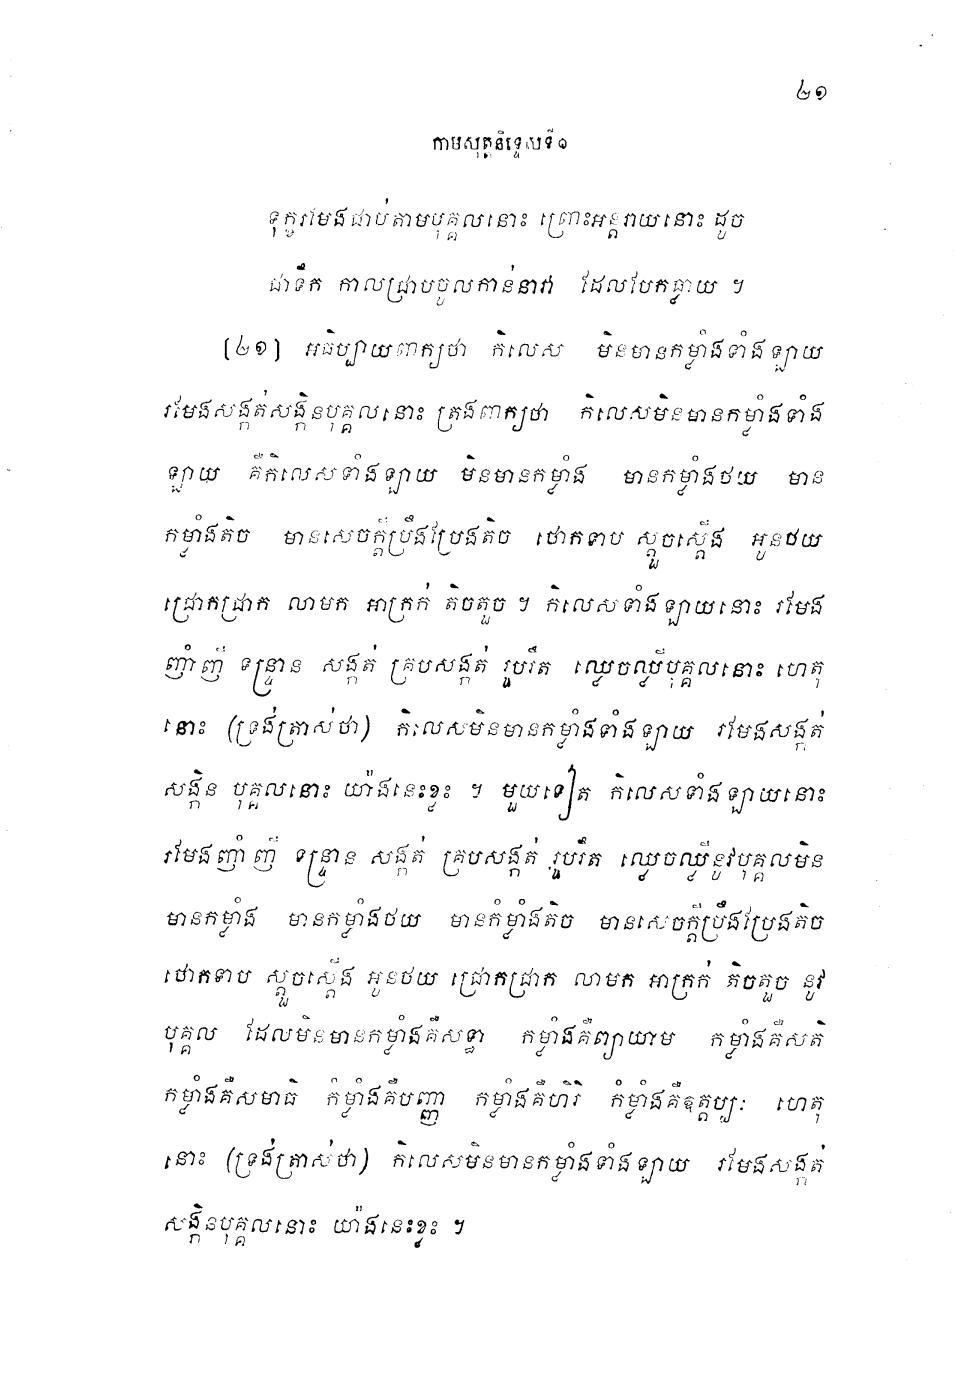 ២១
កាមសុត្តនិទ្ទេសទី១
ទុក្ខរមែងជាប់តាមបុគ្គលនោះ ព្រោះអន្តរាយនោះ ដូច
ជាទឹក កាលជ្រាបចូលកាន់នាវា ដែលបែកធ្លាយ ។
(២១) អធិប្បាយពាក្យថា កិលេស មិនមានកម្លាំងទាំងឡាយ
រមែងសង្កត់សង្កិនបុគ្គលនោះ ត្រង់ពាក្យថា កិលេសមិនមានកម្លាំងទាំង
ឡាយ គឺកិលេសទាំងឡាយ មិនមានកម្លាំង មានកម្លាំងថយ មាន
កម្លាំងតិច មានសេចក្តីប្រឹងប្រែងតិច ថោកទាប ស្តួចស្តើង អួនថយ
ជ្រោកជ្រាក លាមក អាក្រក់ តិចតួច ។ កិលេសទាំងឡាយនោះ រមែង
ញាំញី ទន្ទ្រាន សង្កត់ គ្របសង្កត់ រួបរឹត ឈ្លេចឈ្លីបុគ្គលនោះ ហេតុ
នោះ (ទ្រង់ត្រាស់ថា) កិលេសមិនមានកម្លាំងទាំងឡាយ រមែងសង្កត់
សង្កិន បុគ្គលនោះ យ៉ាងនេះខ្លះ ។ មួយទៀត កិលេសទាំងឡាយនោះ
រមែងញាំញី ទន្ទ្រាន សង្កត់ គ្របសង្កត់ រួបរឹត ឈ្លេចឈ្លីនូវបុគ្គលមិន
មានកម្លាំង មានកម្លាំងថយ មានកំម្លាំងតិច មានសេចក្តីប្រឹងប្រែងតិច
ថោកទាប ស្តួចស្តើង អួនថយ ជ្រោកជ្រាក លាមក អាក្រក់ តិចតួច នូវ
បុគ្គល ដែលមិនមានកម្លាំងគឺសទ្ធា កម្លាំងគឺព្យាយាម កម្លាំងគឺសតិ
កម្លាំងគឺសមាធិ កំម្លាំងគឺបញ្ញា កម្លាំងគឺហិរិ កំម្លាំងគឺឧត្តប្បៈ ហេតុ
នោះ (ទ្រង់ត្រាស់ថា) កិលេសមិនមានកម្លាំងទាំងឡាយ រមែងសង្កត់
សង្កិនបុគ្គលនោះ យ៉ាងនេះខ្លះ ។